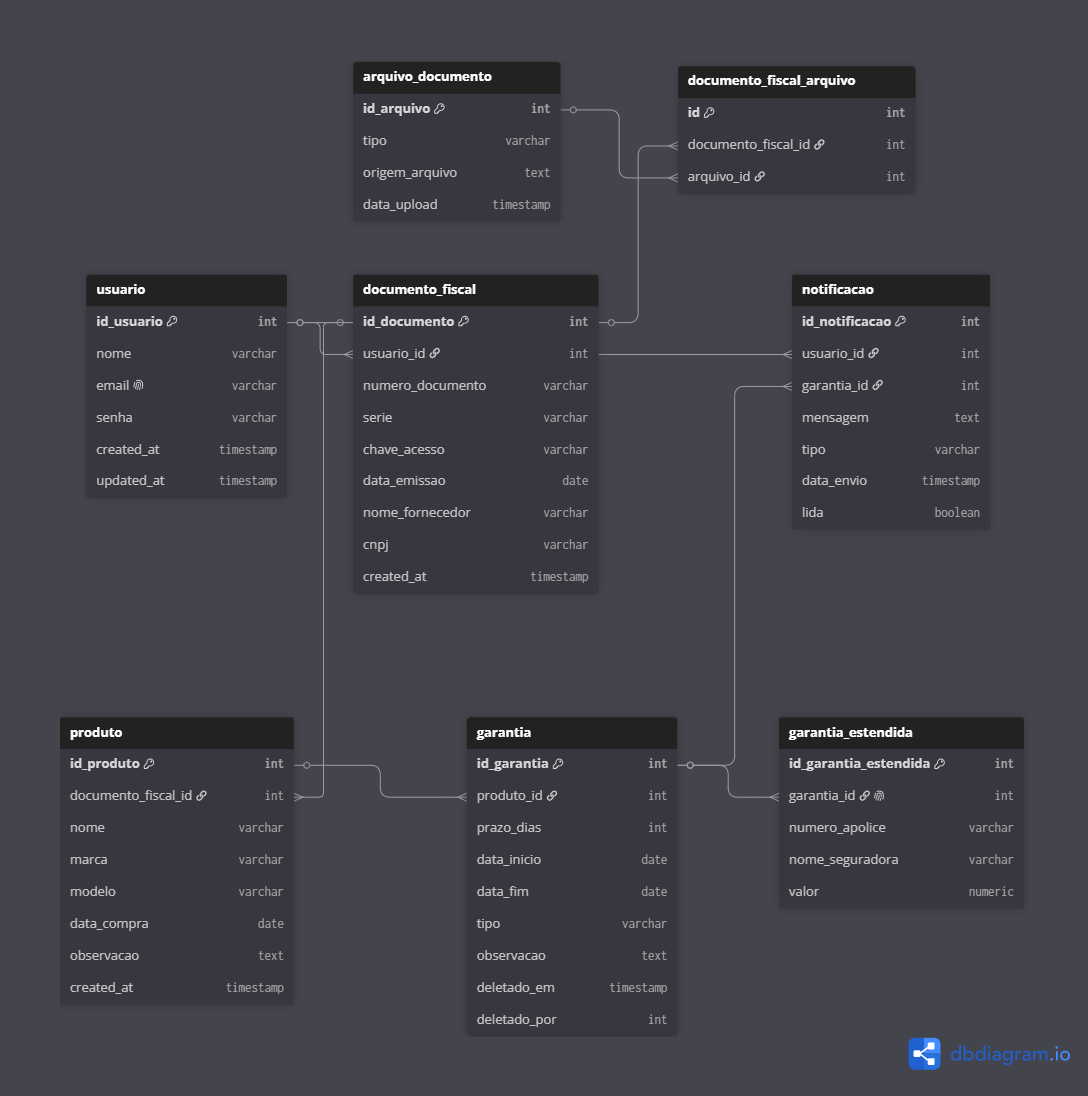 arquivo_documento
id_arquivo int
tipo varchar
origem_arquivo text
data_upload timestamp
documento_fiscal_arquivo
id int
documento_fiscal_id int
arquivo_id int
usuario
id_usuario int
nome varchar
email varchar
senha varchar
created_at timestamp
updated_at timestamp
documento_fiscal
id_documento int
usuario_id int
numero_documento varchar
serie varchar
chave_acesso varchar
data_emissao date
nome_fornecedor varchar
cnpj varchar
created_at timestamp
notificacao
id_notificacao int
usuario_id int
garantia_id int
mensagem text
tipo varchar
data_envio timestamp
lida boolean
produto
id_produto int
documento_fiscal_id int
nome varchar
marca varchar
modelo varchar
data_compra date
observacao text
created_at timestamp
garantia
id_garantia int
produto_id int
prazo_dias int
data_inicio date
data_fim date
tipo varchar
observacao text
deletado_em timestamp
deletado_por int
garantia_estendida
id_garantia_estendida int
garantia_id int
numero_apolice varchar
nome_seguradora varchar
valor numeric
dbdiagram.io